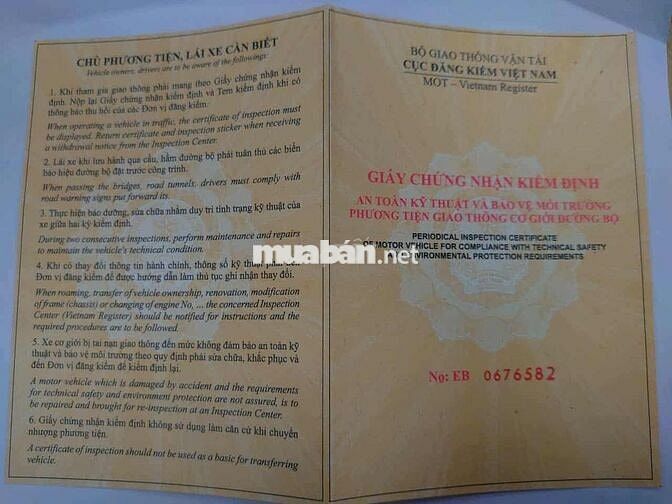 CHỦ PHƯƠNG TIỆN, LÁI XE CẦN BIẾT
Vehicle owners, drivers are to be aware of the followings:
1. Khi tham gia giao thông phải mang theo Giấy chứng nhận kiểm
định. Nộp lại Giấy chứng nhận kiểm định và Tem kiểm định khi có
thông báo thu hồi của các Đơn vị đăng kiểm.
When operating a vehicle in traffic, the certificate of inspection must
be displayed. Return certificate and inspection sticker when receiving
a withdrawal notice from the Inspection Center.
2. Lái xe khi lưu hành qua cầu, hầm đường bộ phải tuân thủ các biển
báo hiệu đường bộ đặt trước công trình.
When passing the bridges, road tunnels, drivers must comply with
road warning signs put forward its.
3. Thực hiện bảo dưỡng, sửa chữa nhằm duy trì tình trạng kỹ thuật của
xe giữa hai kỳ kiểm định.
During two consecutive inspections, perform maintenance and repairs
to maintain the vehicle's technical condition.
4. Khi có thay đổi thông tin hành chính, thông số kỹ thuật phải đến
Đơn vị đăng kiểm để được hướng dẫn làm thủ tục ghi nhận thay đổi.
When roaming, transfer of vehicle ownership, renovation, modification
of frame (chassis) or changing of engine No, ... the concerned Inspection
Center (Vietnam Register) should be notified for instructions and the
required procedures are to be followed.
5. Xe cơ giới bị tai nạn giao thông đến mức không đảm bảo an toàn kỹ
thuật và bảo vệ môi trường theo quy định phải sửa chữa, khắc phục và
đến Đơn vị đăng kiểm để kiểm định lại.
A motor vehicle which is damaged by accident and the requirements
for technical safety and environment protection are not assured, is to
be repaired and brought for re-inspection at an Inspection Center.
6. Giấy chứng nhận kiểm định không sử dụng làm căn cứ khi chuyển
nhượng phương tiện.
A certificate of inspection should not be used as a basic for transferring
vehicle.
BỘ GIAO THÔNG VẬN TẢI
CỤC ĐĂNG KIỂM VIỆT NAM
MOT – Vietnam Register
GIẤY CHỨNG NHẬN KIỂM ĐỊNH
AN TOÀN KỸ THUẬT VÀ BẢO VỆ MÔI TRƯỜNG
PHƯƠNG TIỆN GIAO THÔNG CƠ GIỚI ĐƯỜNG BỘ
PERIODICAL INSPECTION CERTIFICATE
OF MOTOR VEHICLE FOR COMPLIANCE WITH TECHNICAL SAFETY
ENVIRONMENTAL PROTECTION REQUIREMENTS
No: EB 0676582
muaban.net